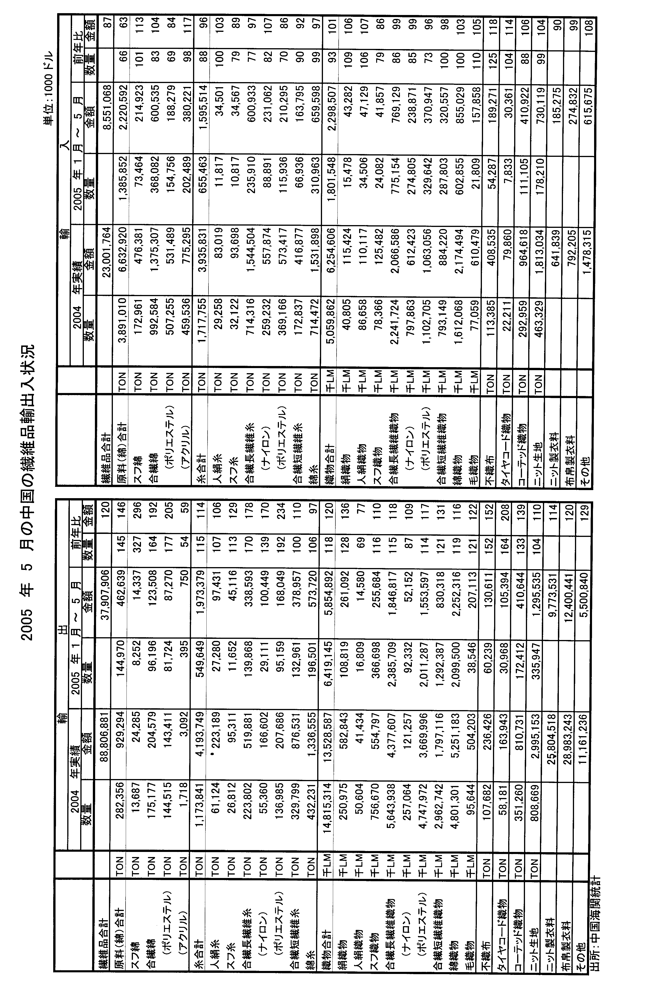 2005 年 5 月の中国の繊維品輸出入状況
単位:1000ドル
輸 出
2004 年実績 2005 年 1 月 ～ 5 月 前年比
数量 金額 数量 金額 数量 金額
繊維品合計 88,806,881 37,907,906 120
原料(綿)合計 TON 282,356 929,294 144,970 462,639 145 146
スフ綿 TON 13,687 24,285 8,252 14,337 327 296
合繊綿 TON 175,177 204,579 96,196 123,508 164 192
(ポリエステル) TON 144,515 143,411 81,724 87,270 177 205
(アクリル) TON 1,718 3,092 395 750 54 59
糸合計 TON 1,173,841 4,193,749 549,649 1,973,379 115 114
人絹糸 TON 61,124 223,189 27,280 97,431 107 106
スフ糸 TON 26,812 95,311 11,652 45,116 113 129
合繊長繊維糸 TON 223,802 519,881 139,868 338,593 170 178
(ナイロン) TON 55,360 166,602 29,111 100,449 139 170
(ポリエステル) TON 136,985 207,686 95,159 168,049 192 234
合繊短繊維糸 TON 329,799 876,531 132,961 378,957 100 110
綿糸 TON 432,231 1,336,555 196,501 573,720 106 97
織物合計 千LM 14,815,314 13,528,587 6,419,145 5,854,892 118 120
絹織物 千LM 250,975 582,843 108,819 261,092 128 136
人絹織物 千LM 50,604 41,434 16,809 14,580 69 77
スフ織物 千LM 756,670 554,797 366,698 255,684 116 110
合繊長繊維織物 千LM 5,643,938 4,377,607 2,385,709 1,846,817 115 118
(ナイロン) 千LM 257,064 121,257 92,332 52,152 87 109
(ポリエステル) 千LM 4,747,972 3,669,996 2,011,287 1,553,597 114 117
合繊短繊維織物 千LM 2,962,742 1,797,116 1,292,387 830,318 121 131
綿織物 千LM 4,801,301 5,251,183 2,099,500 2,252,316 119 116
毛織物 千LM 95,644 504,203 38,546 207,113 121 122
不織布 TON 107,682 236,426 60,239 130,611 152 152
タイヤコード織物 TON 58,181 163,943 30,968 105,394 164 208
コーテッド織物 TON 351,260 810,731 172,412 410,644 133 139
ニット生地 TON 808,669 2,995,153 335,947 1,295,535 104 110
ニット製衣料 25,804,518 9,773,531 114
布帛製衣料 28,983,243 12,400,441 120
その他 11,161,236 5,500,840 129
出所:中国海関統計
輸 入
2004 年実績 2005 年 1 月 ～ 5 月 前年比
数量 金額 数量 金額 数量 金額
繊維品合計 23,001,764 8,551,068 87
原料(綿)合計 TON 3,891,010 6,632,920 1,385,852 2,220,592 66 63
スフ綿 TON 172,961 476,381 73,464 214,923 101 113
合繊綿 TON 992,584 1,375,307 368,082 600,535 83 104
(ポリエステル) TON 507,255 531,489 154,756 188,279 69 84
(アクリル) TON 459,536 775,295 202,489 380,221 98 117
糸合計 TON 1,717,755 3,935,831 655,463 1,595,514 88 96
人絹糸 TON 29,258 83,019 11,817 34,501 100 103
スフ糸 TON 32,122 93,698 10,817 34,567 79 89
合繊長繊維糸 TON 714,316 1,544,504 235,910 600,933 77 97
(ナイロン) TON 259,232 557,874 88,891 231,062 82 107
(ポリエステル) TON 369,166 573,417 115,936 210,295 70 86
合繊短繊維糸 TON 172,837 416,877 66,936 163,795 90 92
綿糸 TON 714,472 1,531,898 310,963 659,598 99 97
織物合計 千LM 5,059,862 6,254,606 1,801,548 2,298,507 93 101
絹織物 千LM 40,805 115,424 15,478 43,282 109 106
人絹織物 千LM 86,658 110,117 34,506 47,129 106 107
スフ織物 千LM 78,366 125,482 24,082 41,857 79 86
合繊長繊維織物 千LM 2,241,724 2,066,586 775,154 769,129 86 99
(ナイロン) 千LM 797,863 612,423 274,805 238,871 85 99
(ポリエステル) 千LM 1,102,705 1,063,056 329,642 370,947 73 96
合繊短繊維織物 千LM 793,149 884,220 287,803 320,557 100 98
綿織物 千LM 1,612,068 2,174,494 602,855 855,029 100 103
毛織物 千LM 77,059 610,479 21,809 157,858 110 105
不織布 TON 113,385 408,535 54,287 189,271 125 118
タイヤコード織物 TON 22,211 79,860 7,833 30,361 104 114
コーテッド織物 TON 292,959 964,618 111,105 410,922 88 106
ニット生地 TON 463,329 1,813,034 178,210 730,119 99 104
ニット製衣料 641,839 185,275 90
布帛製衣料 792,205 274,832 99
その他 1,478,315 615,675 108